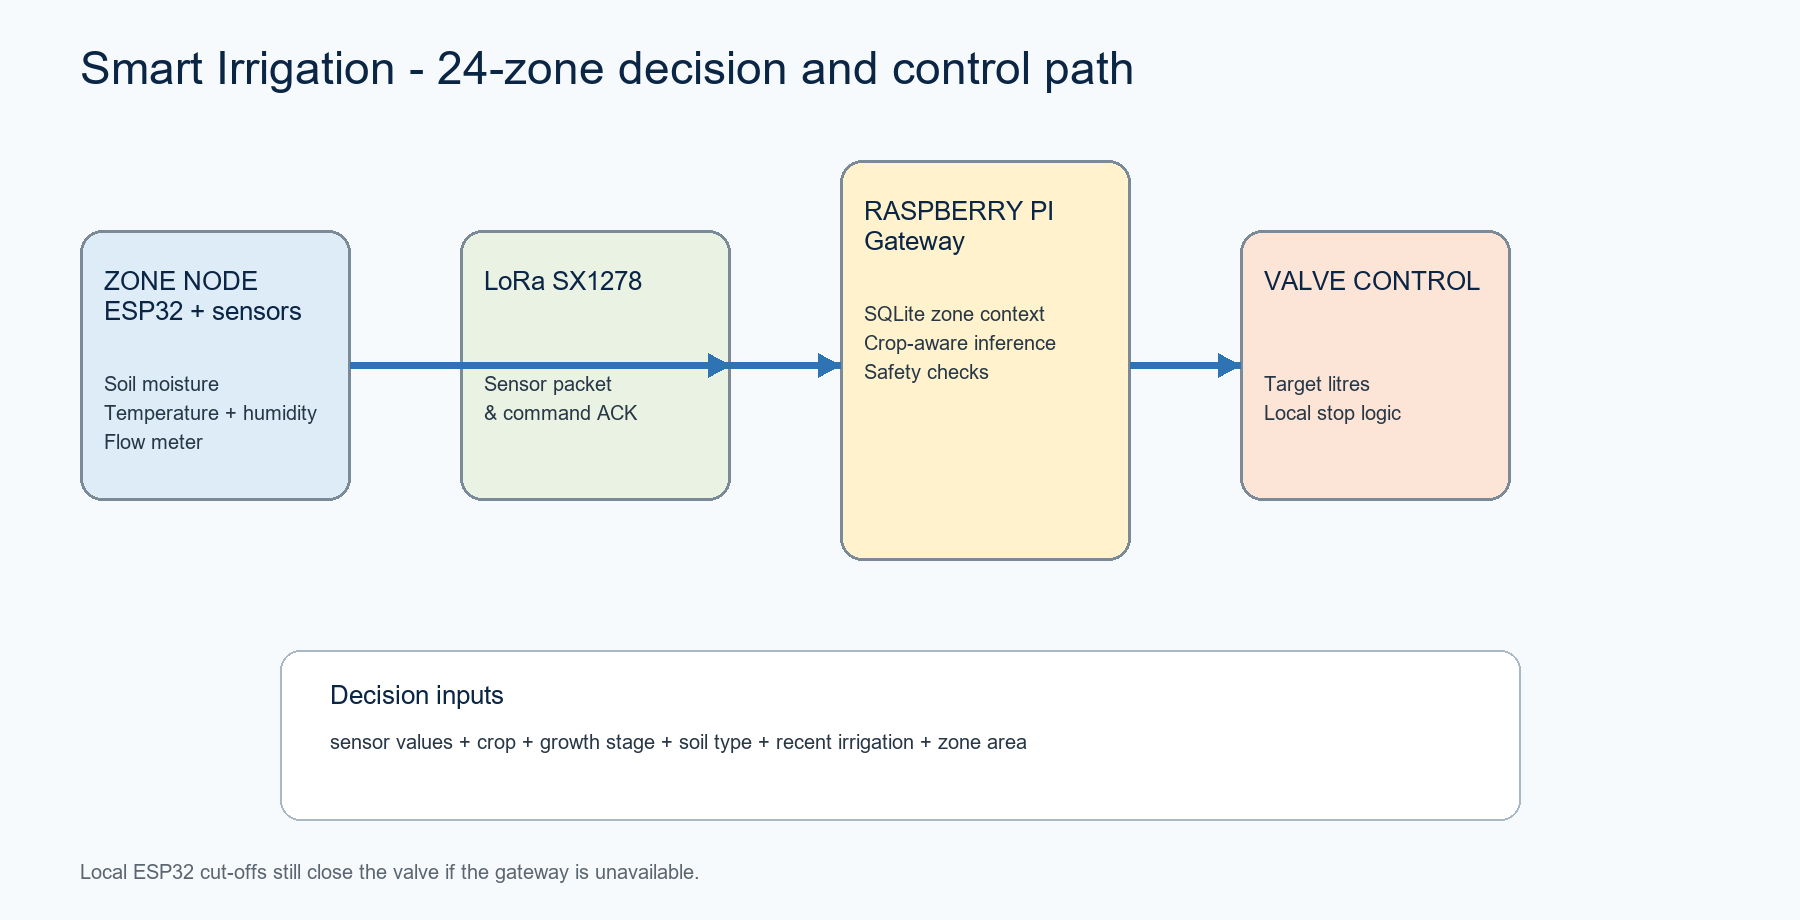 Smart Irrigation - 24-zone decision and control path
ZONE NODE
ESP32 + sensors
Soil moisture
Temperature + humidity
Flow meter
LoRa SX1278
Sensor packet
& command ACK
RASPBERRY PI
Gateway
SQLite zone context
Crop-aware inference
Safety checks
VALVE CONTROL
Target litres
Local stop logic
Decision inputs
sensor values + crop + growth stage + soil type + recent irrigation + zone area
Local ESP32 cut-offs still close the valve if the gateway is unavailable.